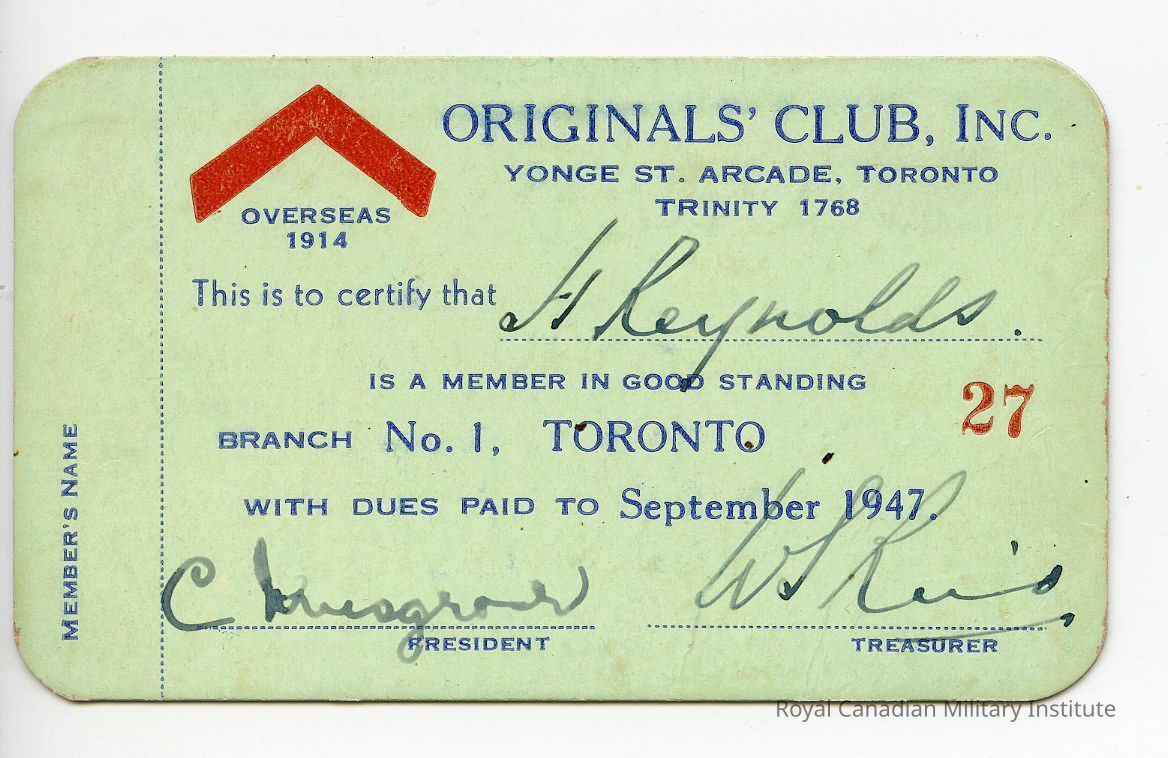 ORIGINALS' CLUB, INC.
YONGE ST. ARCADE, TORONTO
TRINITY 1768
OVERSEAS
1914
This is to certify that H Reynolds.
IS A MEMBER IN GOOD STANDING
27
BRANCH No. 1, TORONTO
WITH DUES PAID TO September 1947.
C Musgrove
W S
PRESIDENT
TREASURER
MEMBER'S NAME
Royal Canadian Military Institute